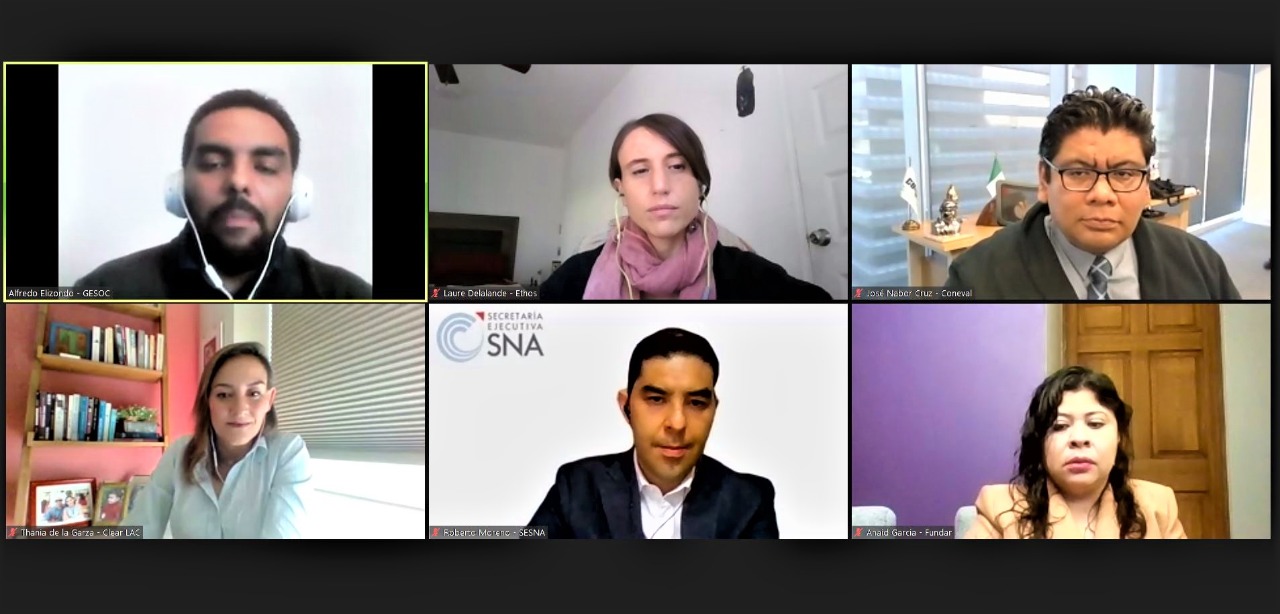 Alfredo Elizondo - GESOC
Laure Delalande - Ethos
José Nabor Cruz - Coneval
SECRETARÍA
EJECUTIVA
SNA
Thania de la Garza - Clear LAC
Roberto Moreno - SESNA
Anaid García - Fundar